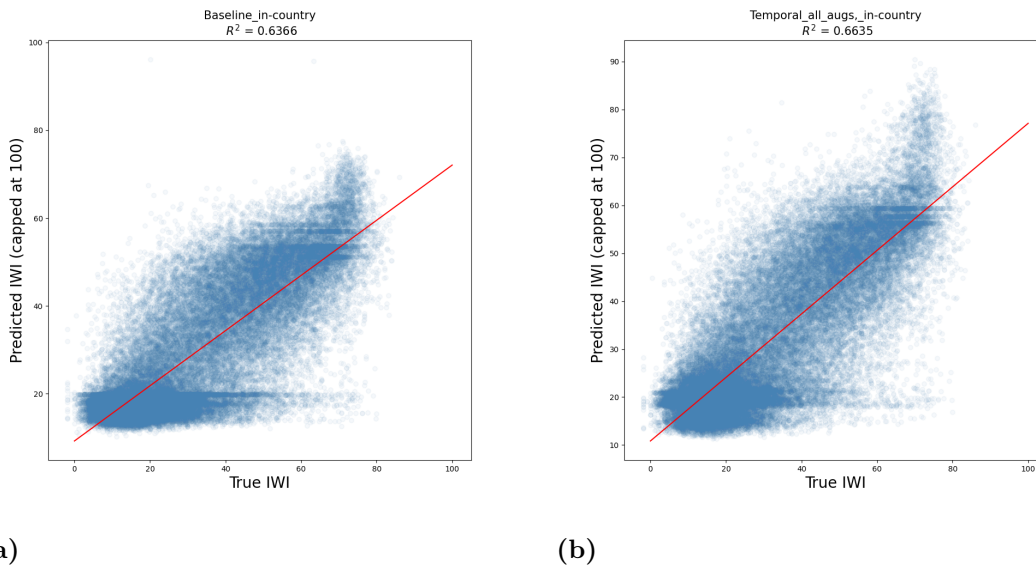 Baseline_in-country
R² = 0.6366
100
80
60
40
20
0 20 40 60 80 100
Predicted IWI (capped at 100)
True IWI
a)
Temporal_all_augs,_in-country
R² = 0.6635
90
80
70
60
50
40
30
20
10
0 20 40 60 80 100
Predicted IWI (capped at 100)
True IWI
(b)